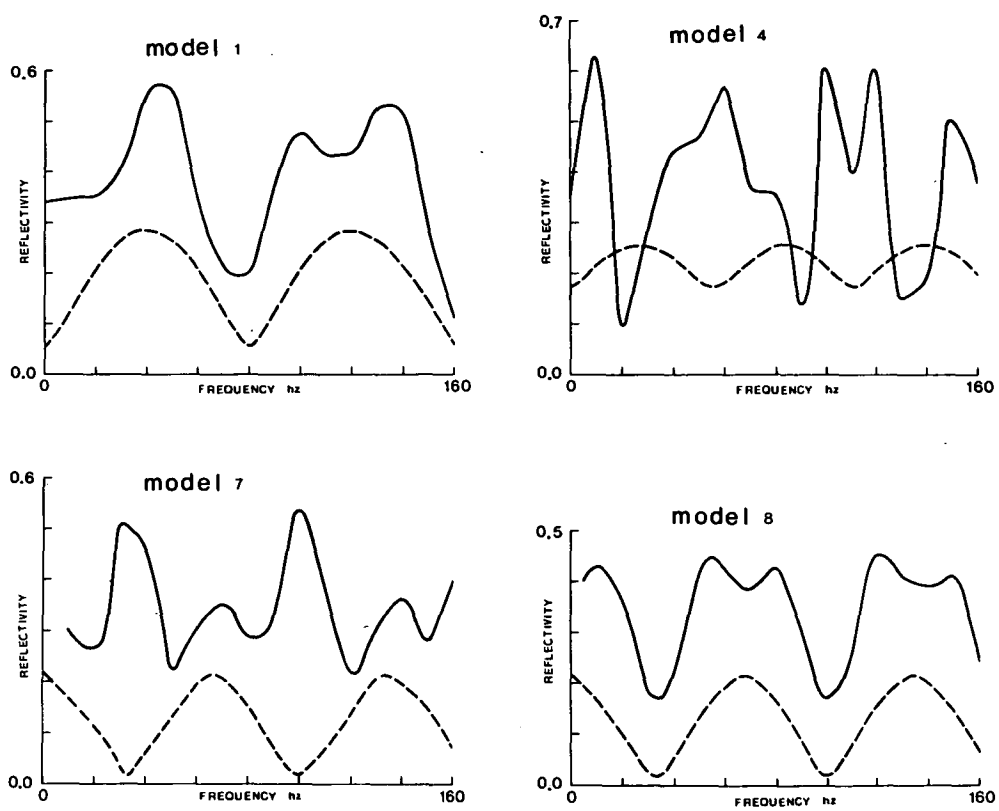 model 1
0.6
REFLECTIVITY
0.0
0
FREQUENCY hz
160
model 4
0.7
REFLECTIVITY
0.0
0
FREQUENCY hz
160
model 7
0.6
REFLECTIVITY
0.0
0
FREQUENCY hz
160
model 8
0.5
REFLECTIVITY
0.0
0
FREQUENCY hz
160